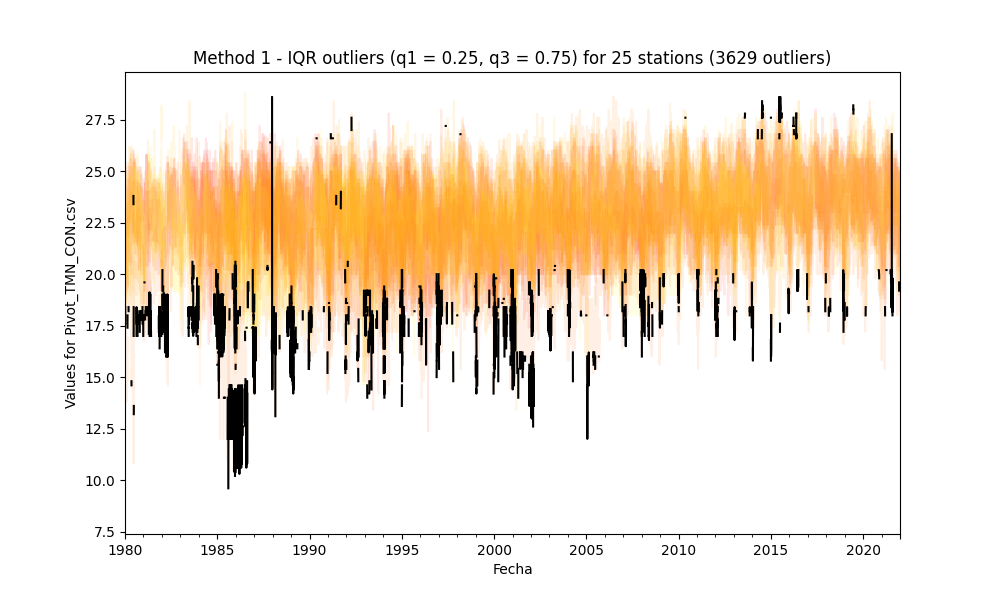 Method 1 - IQR outliers (q1 = 0.25, q3 = 0.75) for 25 stations (3629 outliers)
Values for Pivot_TMN_CON.csv
27.5
25.0
22.5
20.0
17.5
15.0
12.5
10.0
7.5
1980 1985 1990 1995 2000 2005 2010 2015 2020
Fecha